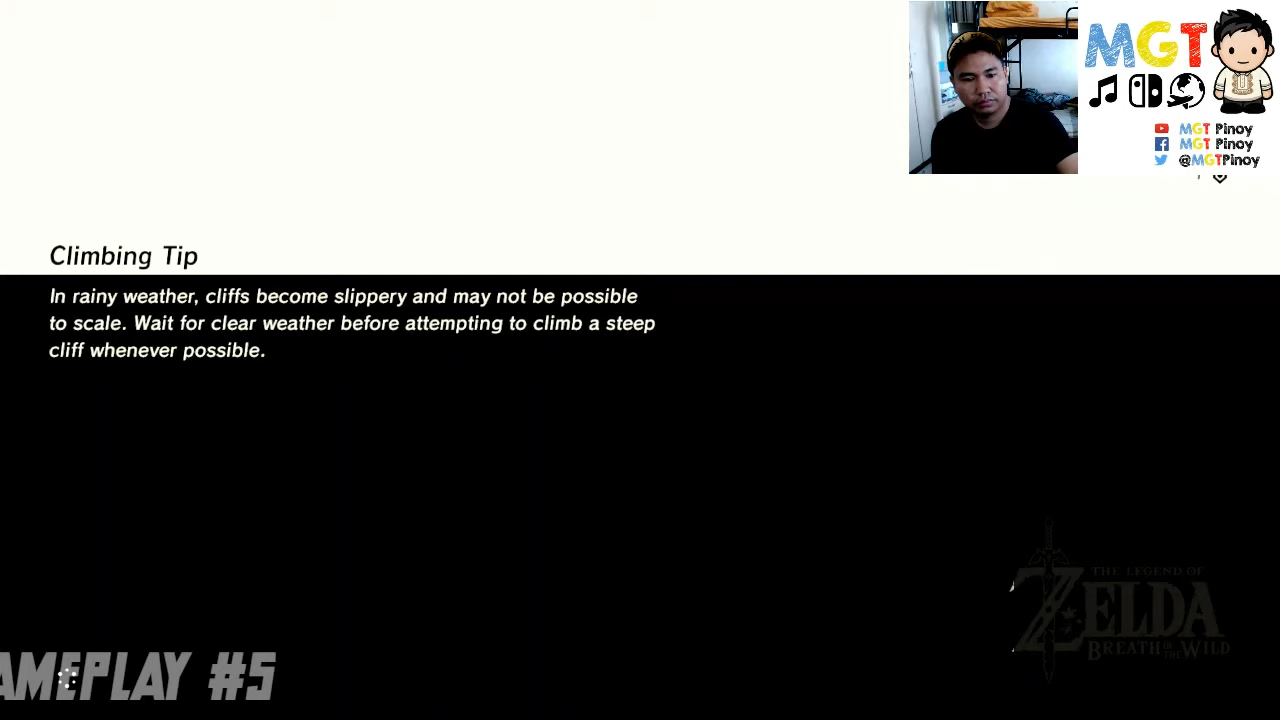 MGT
MGT Pinoy
MGT Pinoy
@MGTPinoy
Climbing Tip
In rainy weather, cliffs become slippery and may not be possible
to scale. Wait for clear weather before attempting to climb a steep
cliff whenever possible.
THE LEGEND OF
ZELDA
BREATH OF THE WILD
AMEPLAY #5